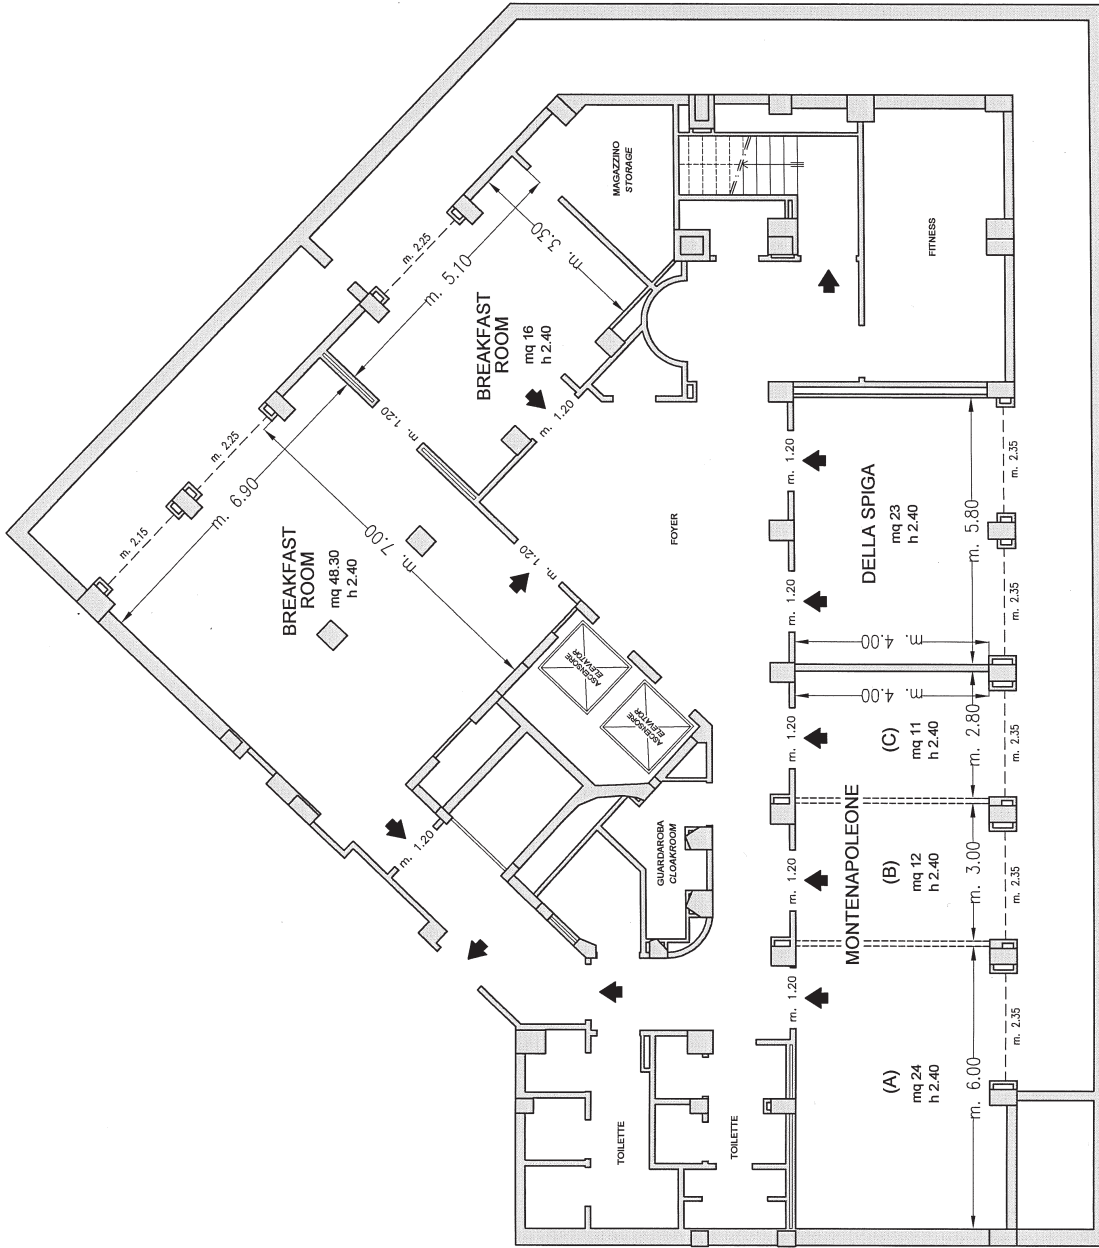 MAGAZZINO
STORAGE
FITNESS
m. 2.25
m. 5.10
m. 3.30
BREAKFAST
ROOM
mq 16
h 2.40
m. 1.20
m. 1.20
m. 2.25
m. 6.90
m. 2.15
m. 7.00
BREAKFAST
ROOM
mq 48.30
h 2.40
m. 1.20
m. 1.20
FOYER
ASCENSORE
ELEVATOR
ASCENSORE
ELEVATOR
GUARDAROBA
CLOAKROOM
m. 1.20
m. 1.20
m. 1.20
m. 1.20
m. 1.20
DELLA SPIGA
mq 23
h 2.40
m. 5.80
m. 4.00
m. 4.00
m. 2.35
m. 2.35
m. 2.35
m. 2.35
m. 2.35
MONTENAPOLEONE
(C)
mq 11
h 2.40
m. 2.80
(B)
mq 12
h 2.40
m. 3.00
(A)
mq 24
h 2.40
m. 6.00
TOILETTE
TOILETTE